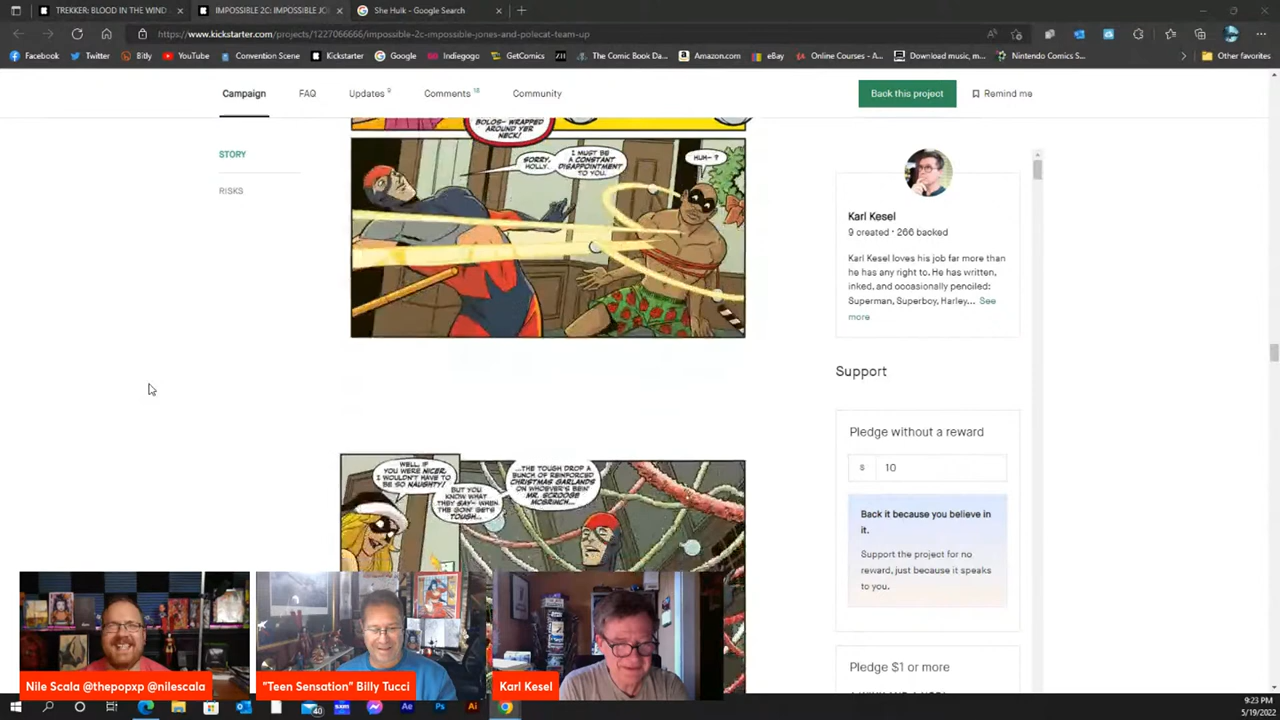 TREKKER: BLOOD IN THE WIND
IMPOSSIBLE 2C: IMPOSSIBLE JO
She Hulk - Google Search
https://www.kickstarter.com/projects/1227066666/impossible-2c-impossible-jones-and-polecat-team-up
Facebook
Twitter
Bitly
Convention Scene
Kickstarter
Google
Indiegogo
GetComics
The Comic Book Da...
Amazon.com
eBay
Online Courses - A...
Download music, m...
Nintendo Comics S...
Other favorites
Campaign
FAQ
Updates 9
Comments 18
Community
Back this project
Remind me
STORY
RISKS
BOLOS- WRAPPED
AROUND YER
NECK!
SORRY,
HOLLY.
I MUST BE
A CONSTANT
DISAPPOINTMENT
TO YOU.
HUH- ?
WELL, IF
YOU WERE NICER,
I WOULDN'T HAVE TO
BE SO NAUGHTY!
BUT YOU
KNOW WHAT
THEY SAY- WHEN
THE GOIN' GETS
TOUGH...
...THE TOUGH DROP A
BUNCH OF REINFORCED
CHRISTMAS GARLANDS
ON WHOEVER'S BEIN'
MR. SCROOGE
MCGRINCH...
Karl Kesel
9 created · 266 backed
Karl Kesel loves his job far more than
he has any right to. He has written,
inked, and occasionally penciled:
Superman, Superboy, Harley... See
more
Support
Pledge without a reward
$ 10
Back it because you believe in
it.
Support the project for no
reward, just because it speaks
to you.
Pledge $1 or more
Nile Scala @thepopxp @nilescala
"Teen Sensation" Billy Tucci
Karl Kesel
40
Ae
Ps
Ai
9:23 PM
5/19/2022